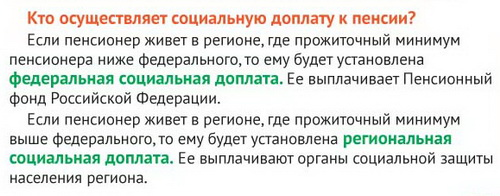 Кто осуществляет социальную доплату к пенсии?
Если пенсионер живет в регионе, где прожиточный минимум
пенсионера ниже федерального, то ему будет установлена
федеральная социальная доплата. Ее выплачивает Пенсионный
фонд Российской Федерации.
Если пенсионер живет в регионе, где прожиточный минимум
выше федерального, то ему будет установлена региональная
социальная доплата. Ее выплачивают органы социальной защиты
населения региона.